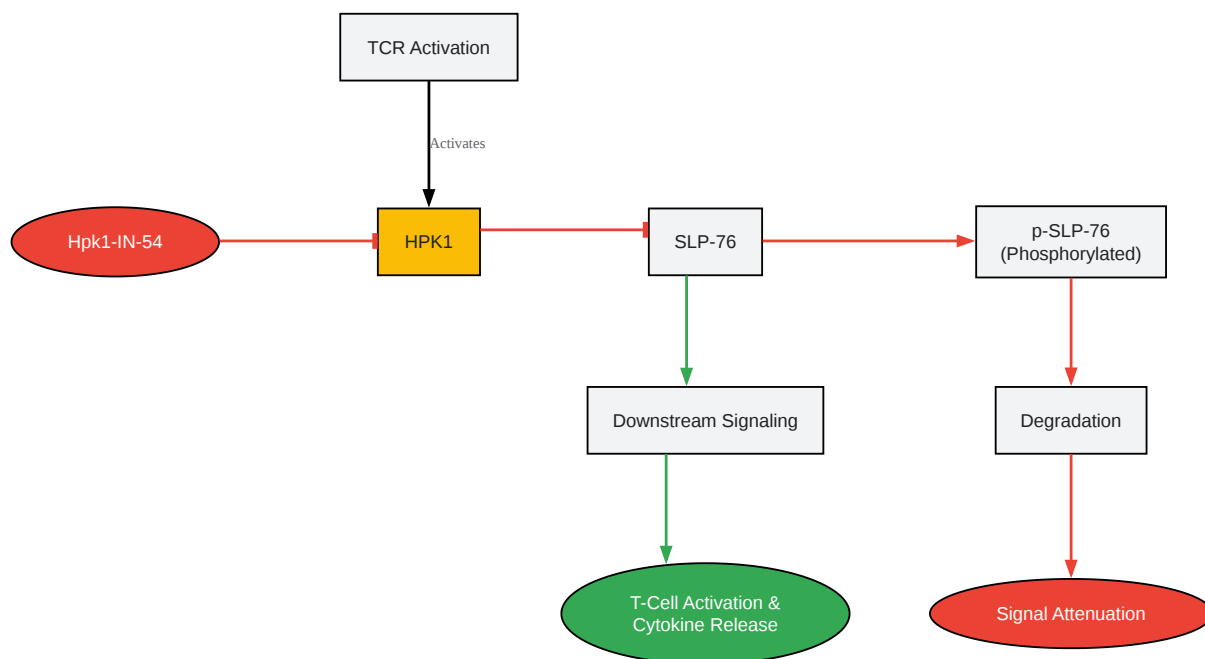 TCR Activation
Activates
Hpk1-IN-54
HPK1
SLP-76
p-SLP-76
(Phosphorylated)
Downstream Signaling
Degradation
T-Cell Activation &
Cytokine Release
Signal Attenuation